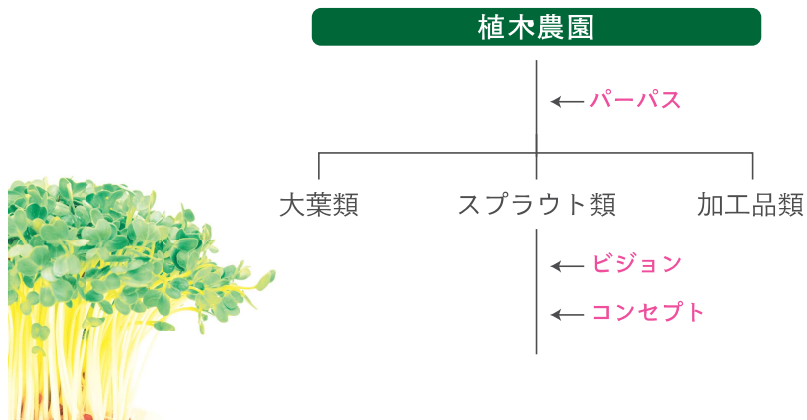 植木農園
パーパス
大葉類
スプラウト類
加工品類
ビジョン
コンセプト